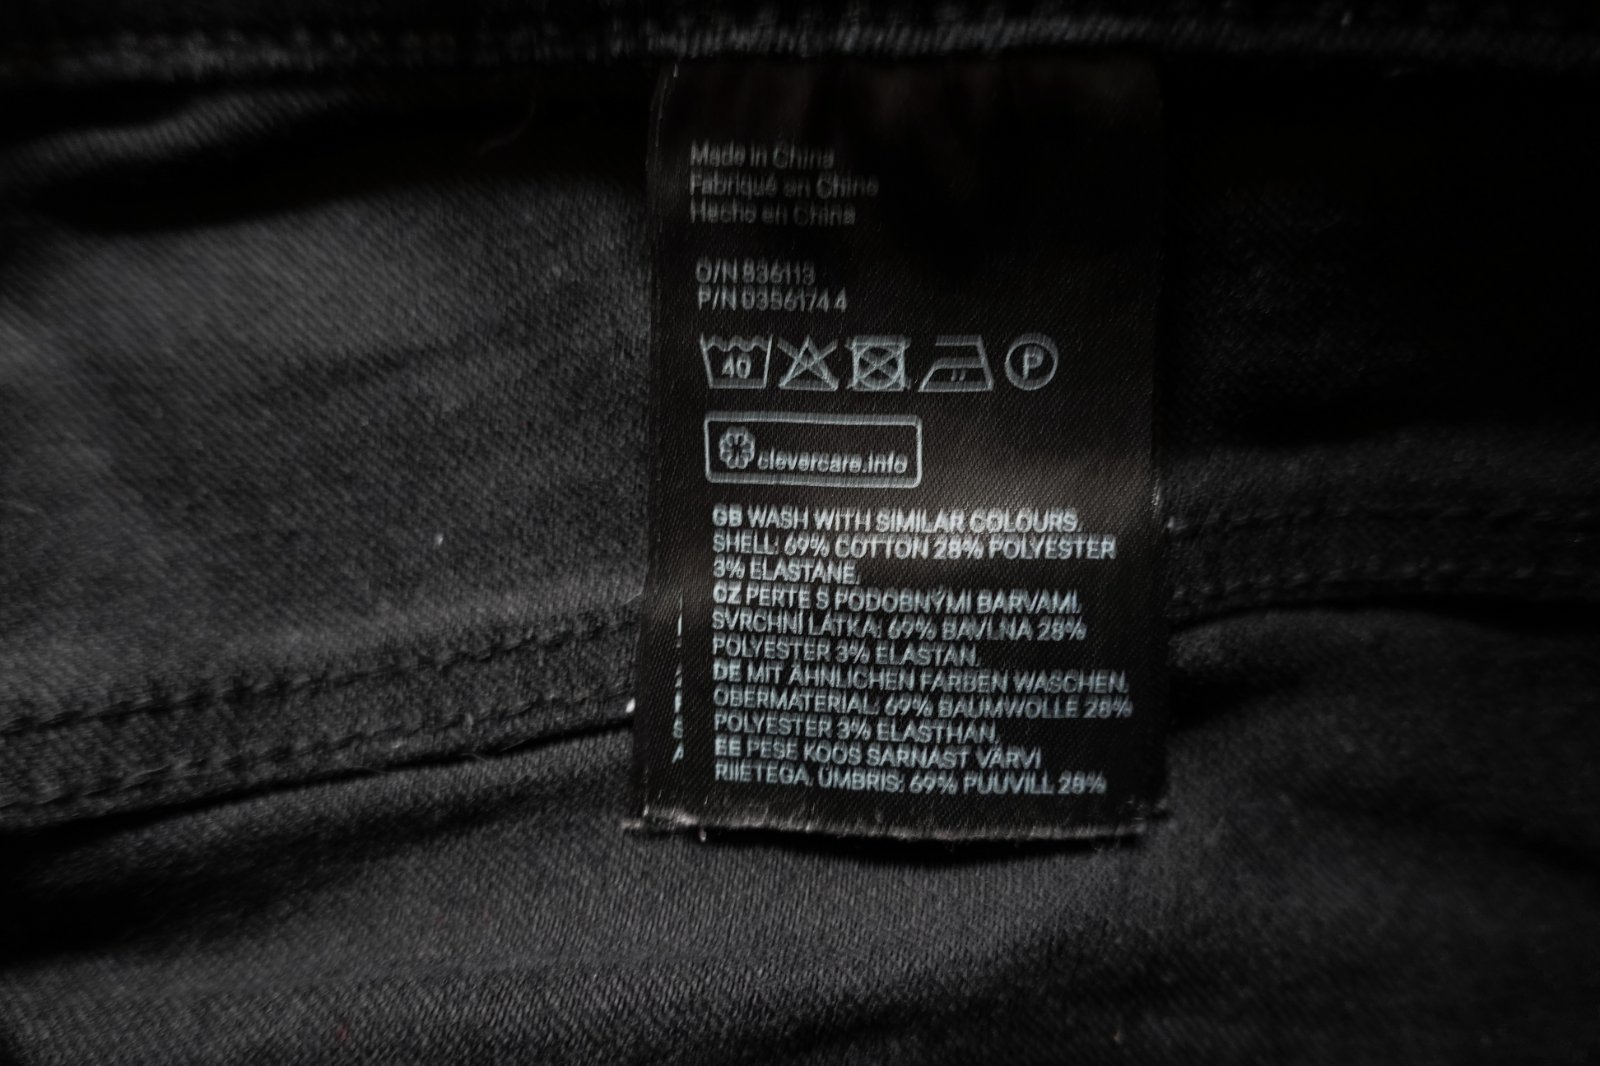 Made in China
Fabriqué en Chine
Hecho en China
O/N 836113
P/N 0356174 4
40
P
clevercare.info
GB WASH WITH SIMILAR COLOURS.
SHELL: 69% COTTON 28% POLYESTER
3% ELASTANE.
CZ PERTE S PODOBNÝMI BARVAMI.
SVRCHNÍ LÁTKA: 69% BAVLNA 28%
POLYESTER 3% ELASTAN.
DE MIT ÄHNLICHEN FARBEN WASCHEN.
OBERMATERIAL: 69% BAUMWOLLE 28%
POLYESTER 3% ELASTHAN.
EE PESE KOOS SARNAST VÄRVI
RIIETEGA. ÜMBRIS: 69% PUUVILL 28%